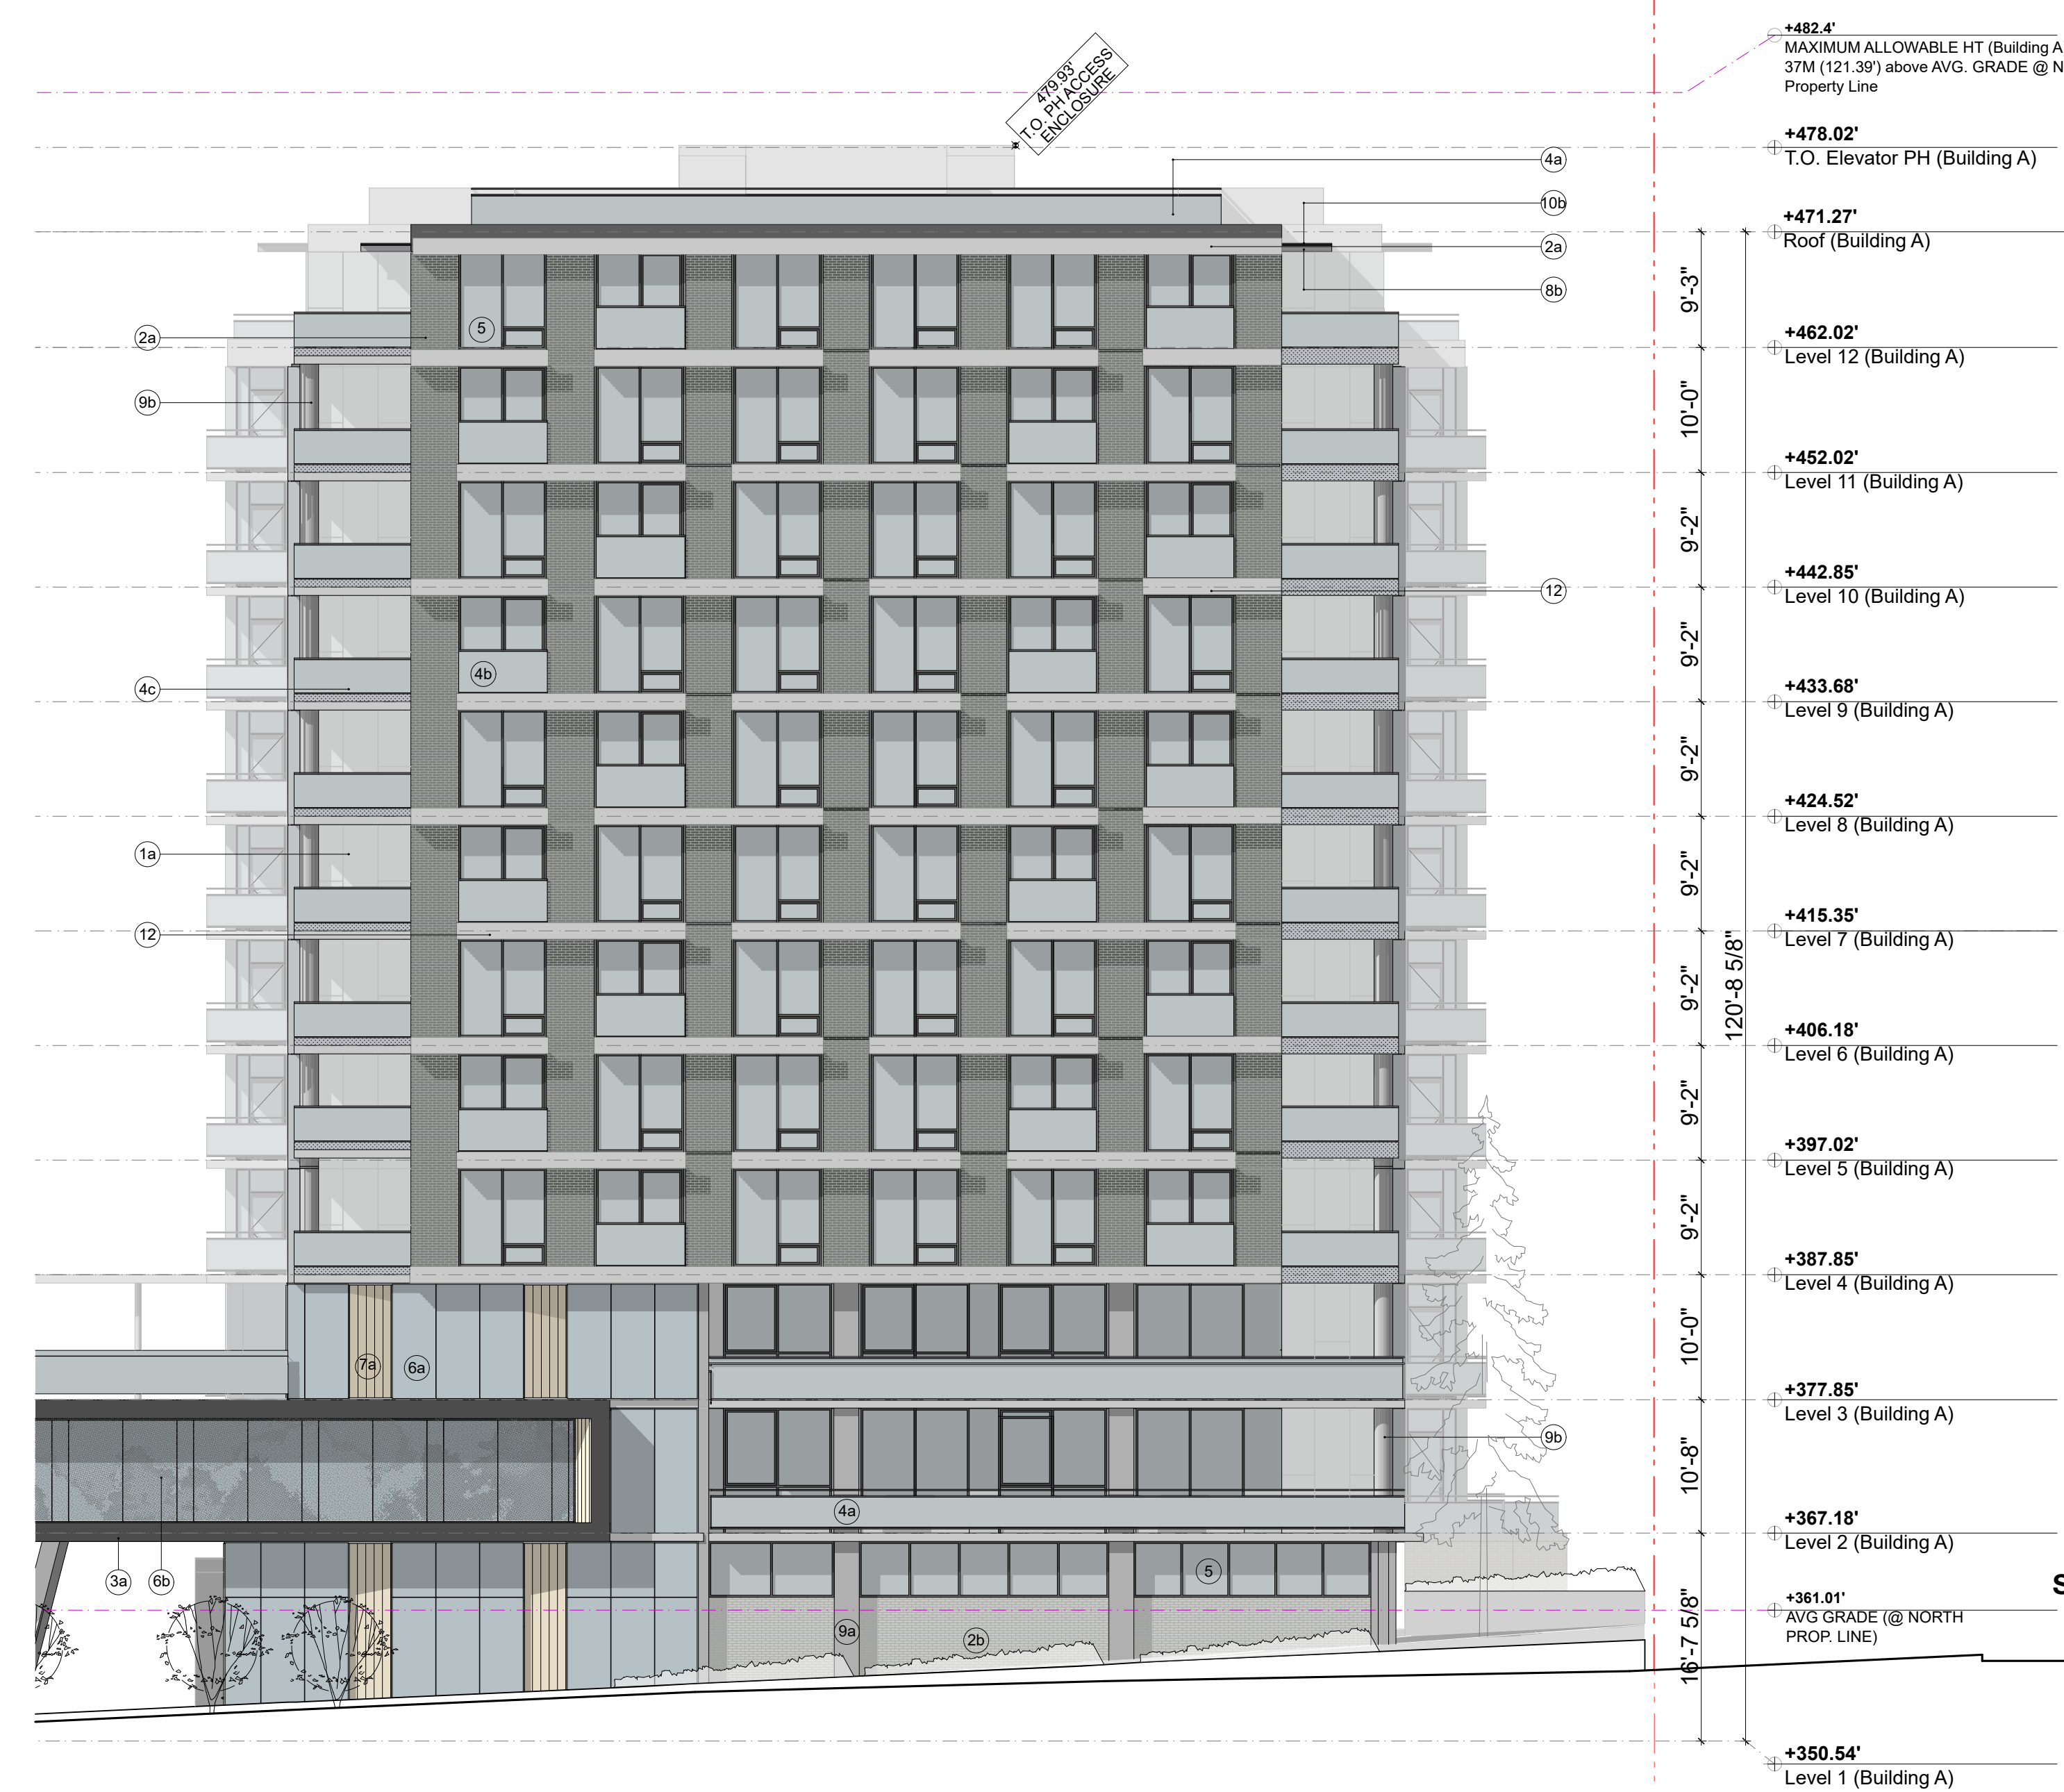 +482.4'
MAXIMUM ALLOWABLE HT (Building A
37M (121.39') above AVG. GRADE @ N
Property Line
479.93'
T.O. PH ACCESS
ENCLOSURE
+478.02'
T.O. Elevator PH (Building A)
4a
10b
+471.27'
Roof (Building A)
2a
8b
9'-3"
5
2a
+462.02'
Level 12 (Building A)
9b
10'-0"
+452.02'
Level 11 (Building A)
9'-2"
+442.85'
Level 10 (Building A)
12
9'-2"
4b
4c
+433.68'
Level 9 (Building A)
9'-2"
+424.52'
Level 8 (Building A)
1a
9'-2"
+415.35'
Level 7 (Building A)
12
120'-8 5/8"
9'-2"
+406.18'
Level 6 (Building A)
9'-2"
+397.02'
Level 5 (Building A)
9'-2"
+387.85'
Level 4 (Building A)
10'-0"
7a
6a
+377.85'
Level 3 (Building A)
9b
10'-8"
4a
+367.18'
Level 2 (Building A)
3a
6b
5
S
+361.01'
AVG GRADE (@ NORTH
PROP. LINE)
9a
2b
16'-7 5/8"
+350.54'
Level 1 (Building A)